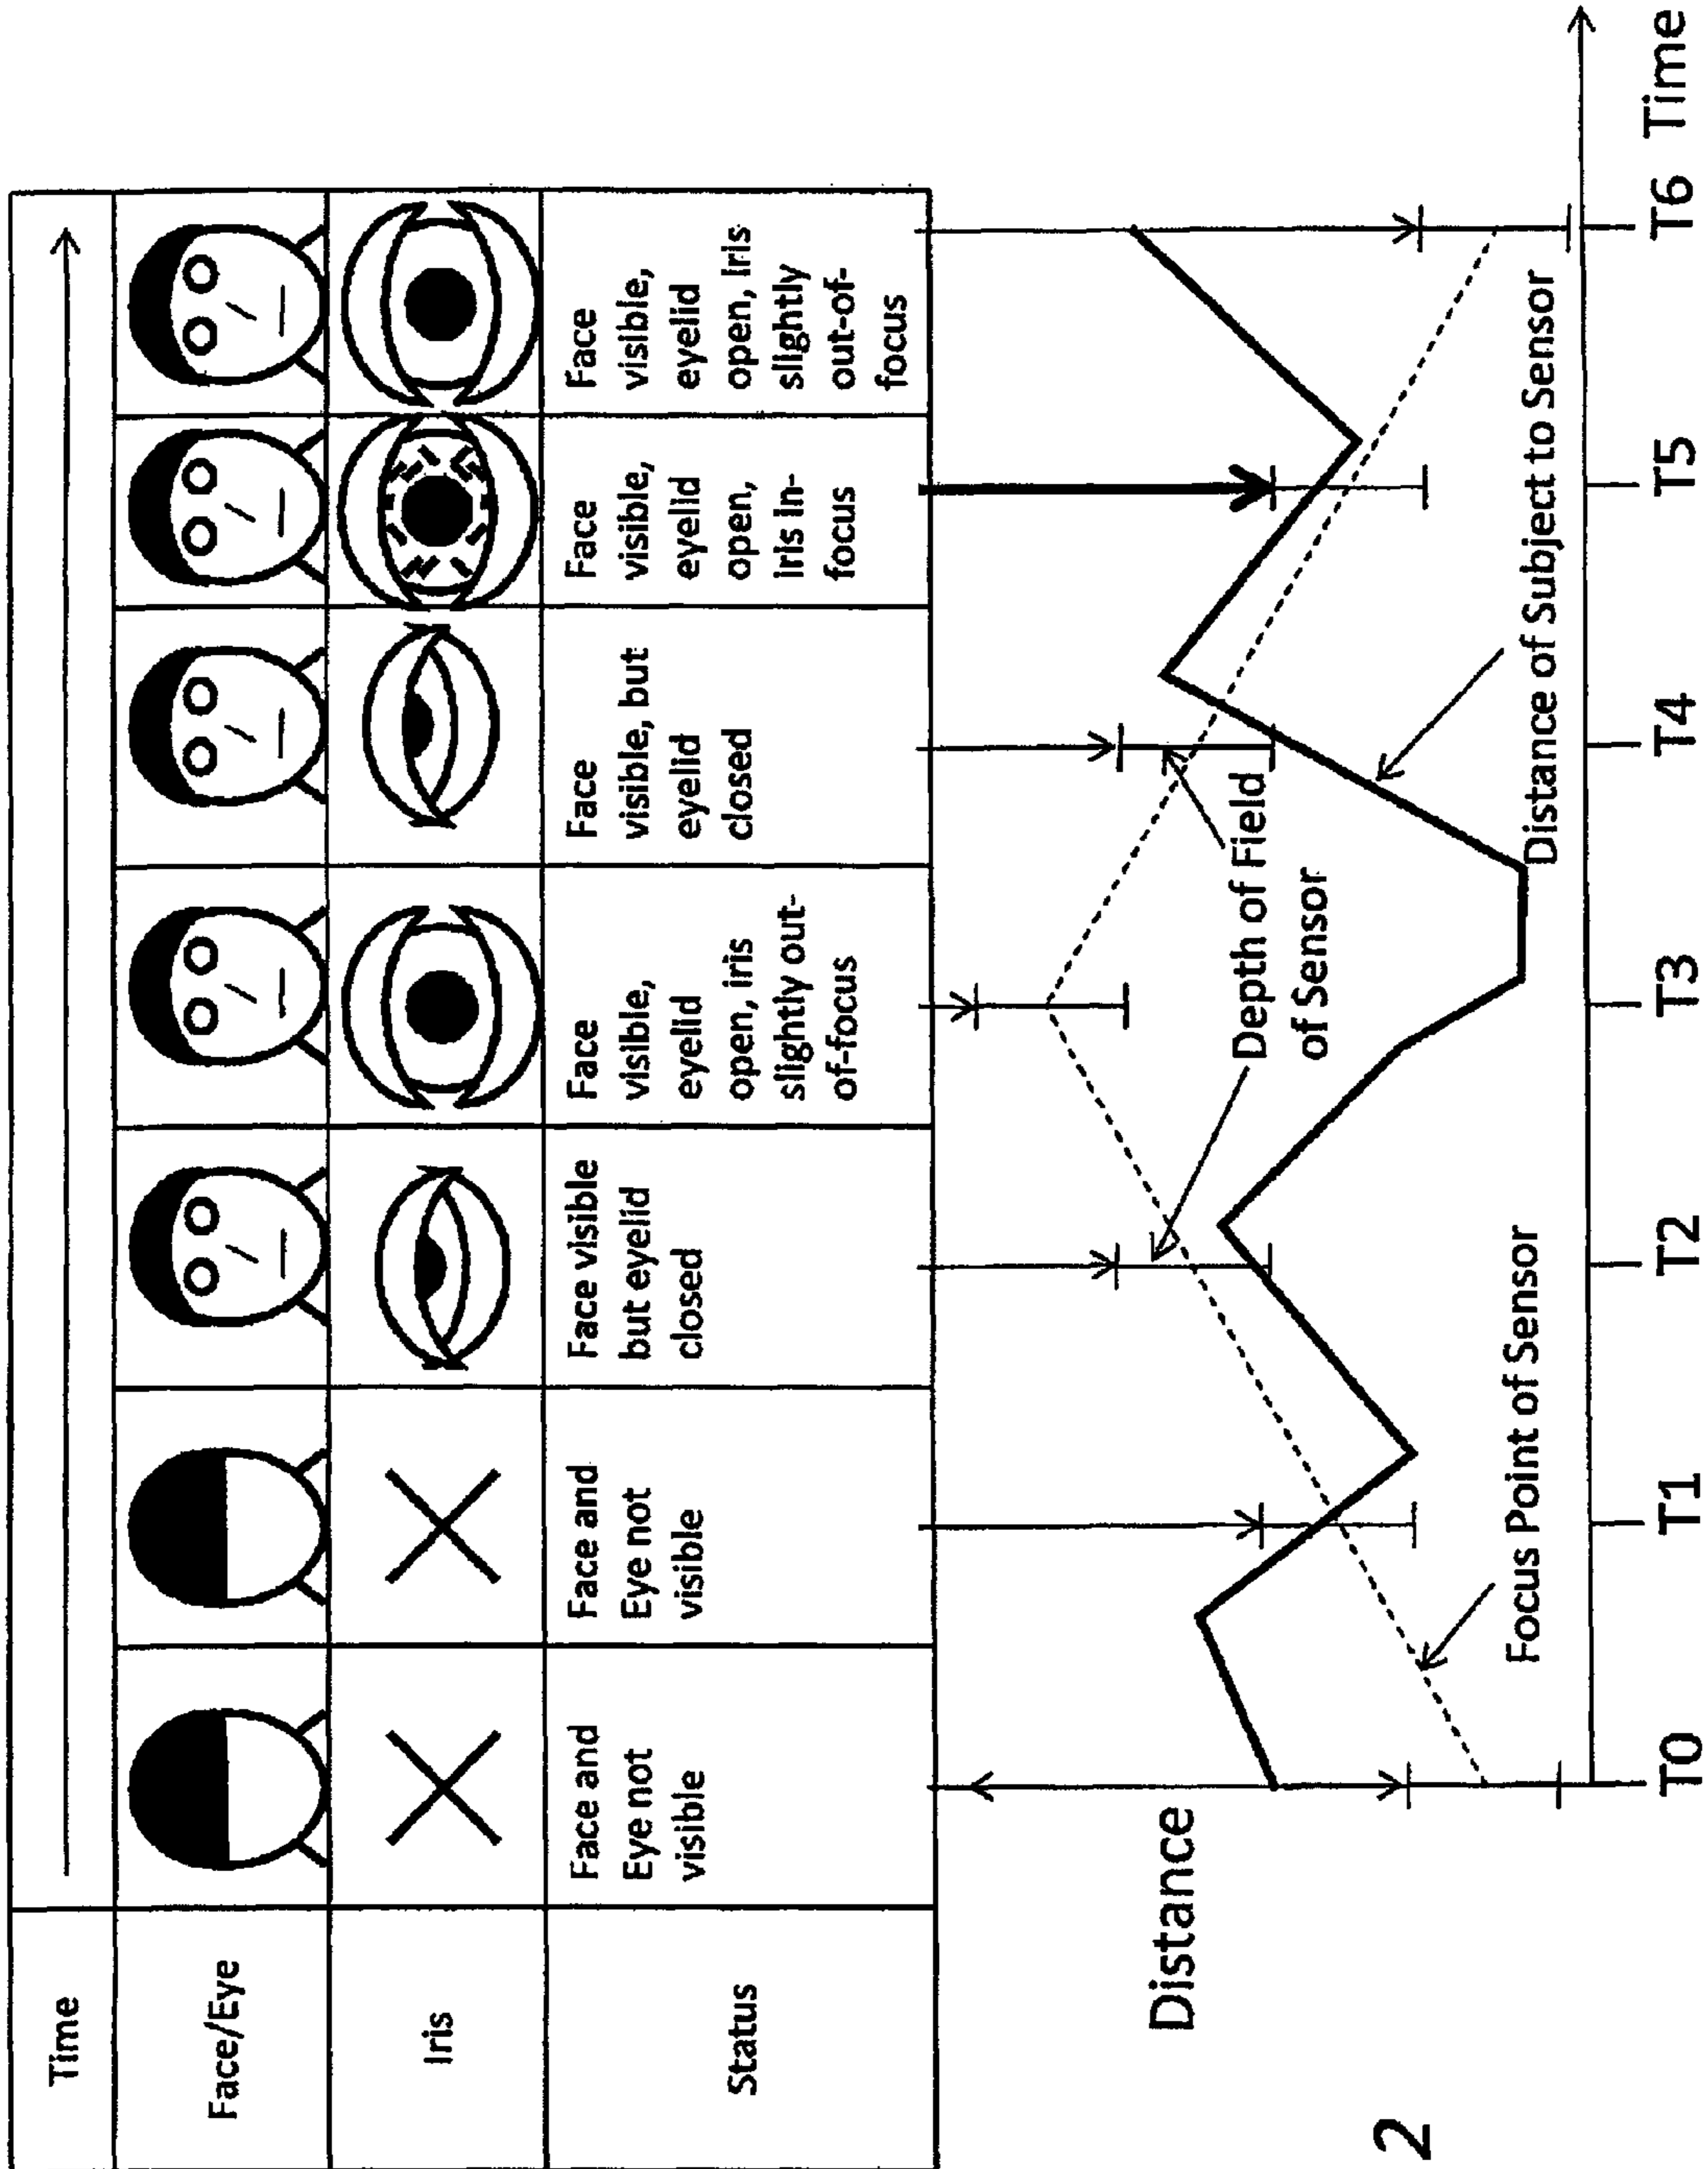 Time
Face/Eye
Iris
Status
Face and
Eye not
visible
Face and
Eye not
visible
Face visible
but eyelid
closed
Face
visible,
eyelid
open, iris
slightly out-
of-focus
Face
visible, but
eyelid
closed
Face
visible,
eyelid
open,
iris in-
focus
Face
visible,
eyelid
open, iris
slightly
out-of-
focus
Distance
Depth of Field
of Sensor
Focus Point of Sensor
Distance of Subject to Sensor
T0
T1
T2
T3
T4
T5
T6
Time
2